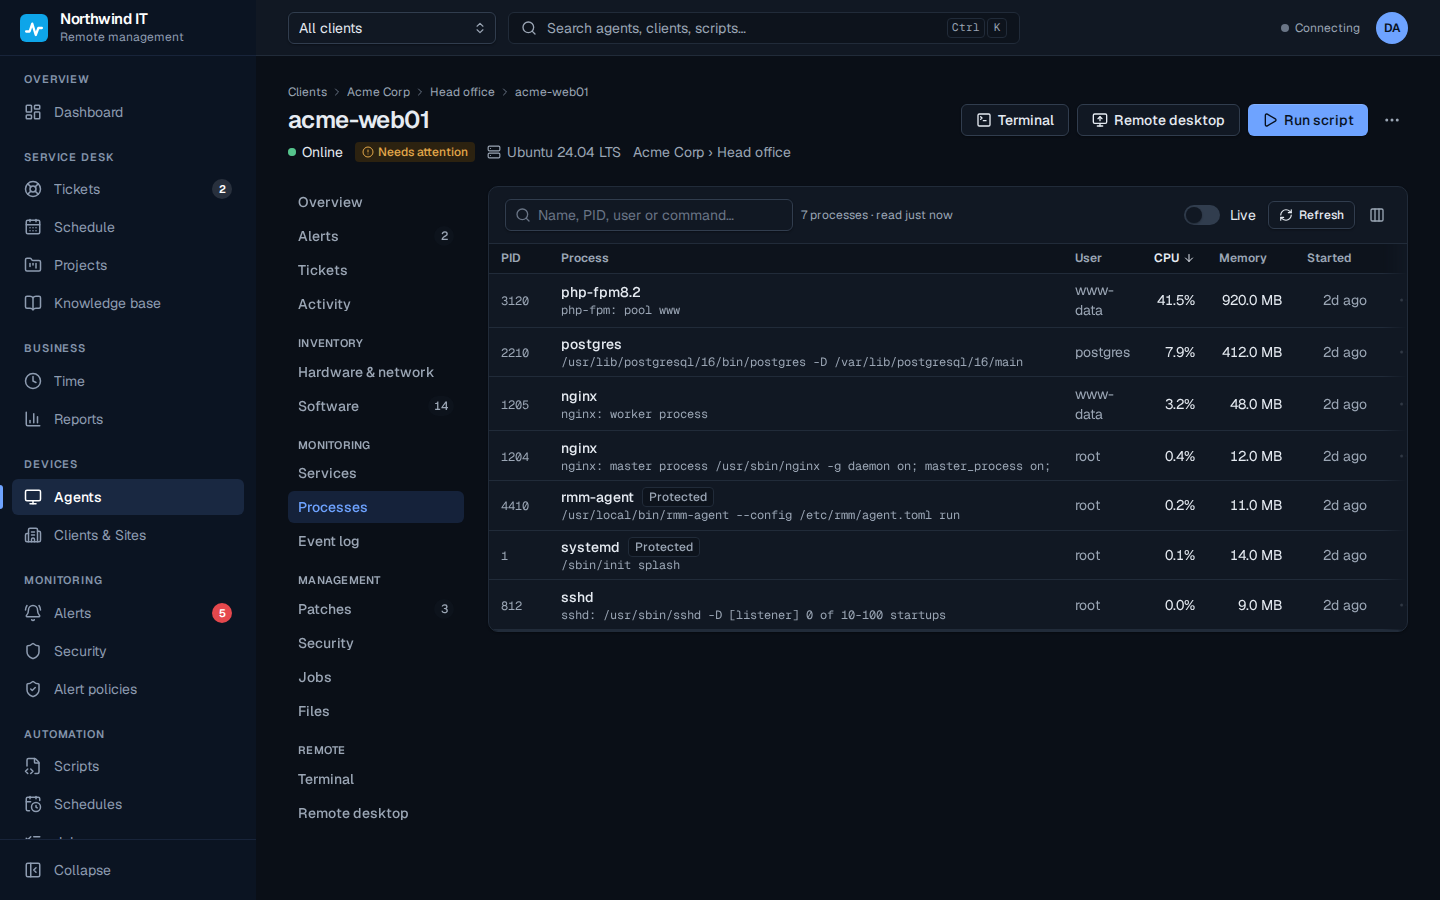 Northwind IT
Remote management
All clients
Search agents, clients, scripts...
Ctrl K
Connecting
DA
OVERVIEW
Dashboard
SERVICE DESK
Tickets 2
Schedule
Projects
Knowledge base
BUSINESS
Time
Reports
DEVICES
Agents
Clients & Sites
MONITORING
Alerts 5
Security
Alert policies
AUTOMATION
Scripts
Schedules
Collapse
Clients > Acme Corp > Head office > acme-web01
acme-web01
Terminal
Remote desktop
Run script
Online
Needs attention
Ubuntu 24.04 LTS
Acme Corp › Head office
Overview
Alerts 2
Tickets
Activity
INVENTORY
Hardware & network
Software 14
MONITORING
Services
Processes
Event log
MANAGEMENT
Patches 3
Security
Jobs
Files
REMOTE
Terminal
Remote desktop
Name, PID, user or command...
7 processes · read just now
Live
Refresh
PID Process User CPU ↓ Memory Started
3120 php-fpm8.2 www-data 41.5% 920.0 MB 2d ago
php-fpm: pool www
2210 postgres postgres 7.9% 412.0 MB 2d ago
/usr/lib/postgresql/16/bin/postgres -D /var/lib/postgresql/16/main
1205 nginx www-data 3.2% 48.0 MB 2d ago
nginx: worker process
1204 nginx root 0.4% 12.0 MB 2d ago
nginx: master process /usr/sbin/nginx -g daemon on; master_process on;
4410 rmm-agent Protected root 0.2% 11.0 MB 2d ago
/usr/local/bin/rmm-agent --config /etc/rmm/agent.toml run
1 systemd Protected root 0.1% 14.0 MB 2d ago
/sbin/init splash
812 sshd root 0.0% 9.0 MB 2d ago
sshd: /usr/sbin/sshd -D [listener] 0 of 10-100 startups